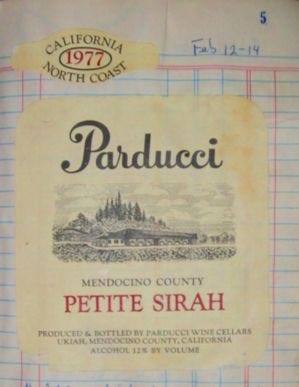 5
Feb 12-14
CALIFORNIA
1977
NORTH COAST
Parducci
MENDOCINO COUNTY
PETITE SIRAH
PRODUCED & BOTTLED BY PARDUCCI WINE CELLARS
UKIAH, MENDOCINO COUNTY, CALIFORNIA
ALCOHOL 12% BY VOLUME